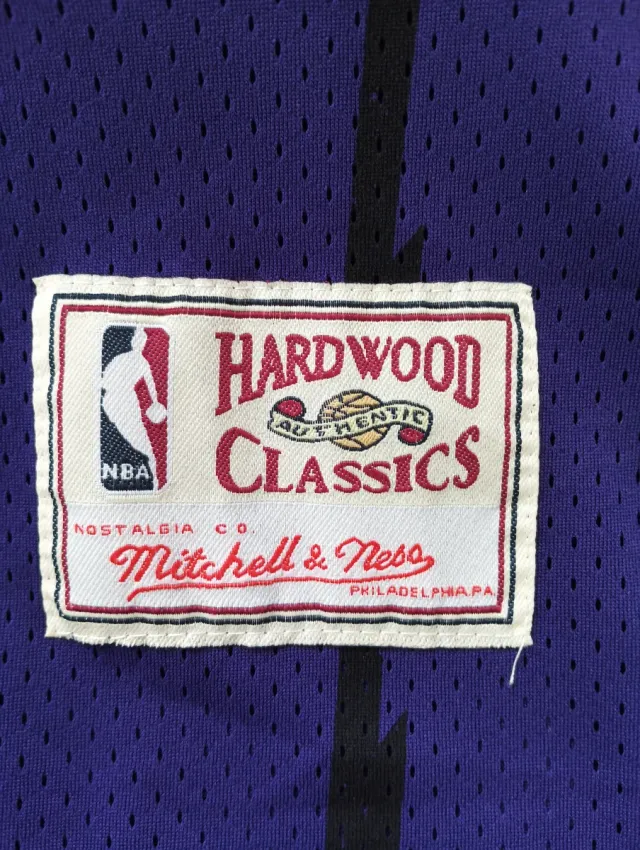 NBA
HARDWOOD
AUTHENTIC
CLASSICS
NOSTALGIA CO.
Mitchell & Ness
PHILADELPHIA, PA.